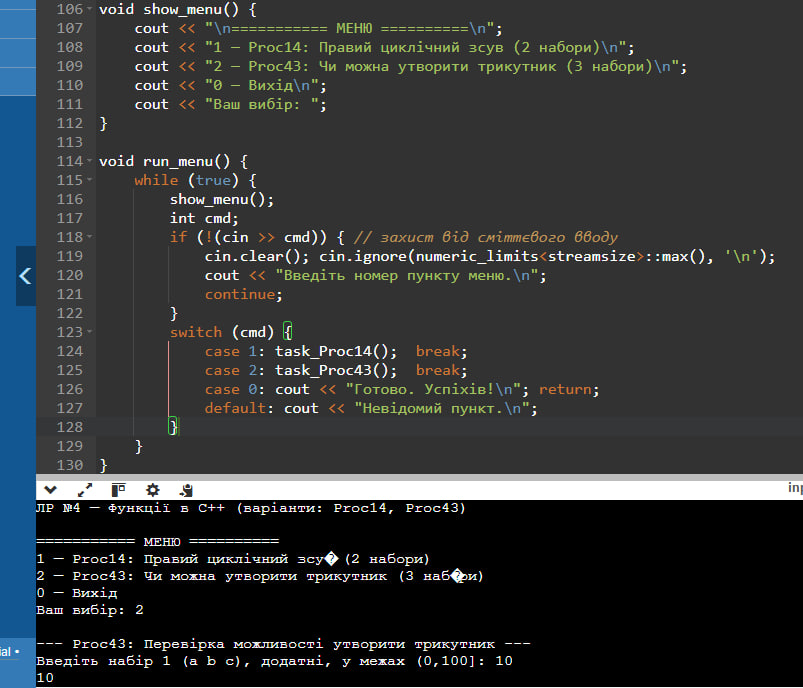 106 void show_menu() {
107 cout << "\n=========== МЕНЮ ==========\n";
108 cout << "1 — Proc14: Правий циклічний зсув (2 набори)\n";
109 cout << "2 — Proc43: Чи можна утворити трикутник (3 набори)\n";
110 cout << "0 — Вихід\n";
111 cout << "Ваш вибір: ";
112 }
113
114 void run_menu() {
115 while (true) {
116 show_menu();
117 int cmd;
118 if (!(cin >> cmd)) { // захист від сміттєвого вводу
119 cin.clear(); cin.ignore(numeric_limits<streamsize>::max(), '\n');
120 cout << "Введіть номер пункту меню.\n";
121 continue;
122 }
123 switch (cmd) {
124 case 1: task_Proc14(); break;
125 case 2: task_Proc43(); break;
126 case 0: cout << "Готово. Успіхів!\n"; return;
127 default: cout << "Невідомий пункт.\n";
128 }
129 }
130 }
inp
ЛР №4 — Функції в C++ (варіанти: Proc14, Proc43)
=========== МЕНЮ ==========
1 — Proc14: Правий циклічний зсу� (2 набори)
2 — Proc43: Чи можна утворити трикутник (3 наб�ри)
0 — Вихід
Ваш вибір: 2
--- Proc43: Перевірка можливості утворити трикутник ---
Введіть набір 1 (a b c), додатні, у межах (0,100]: 10
10
ial •